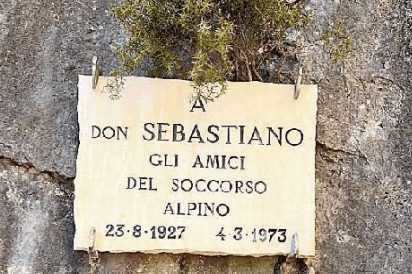 A
DON SEBASTIANO
GLI AMICI
DEL SOCCORSO
ALPINO
23-8-1927 4-3-1973